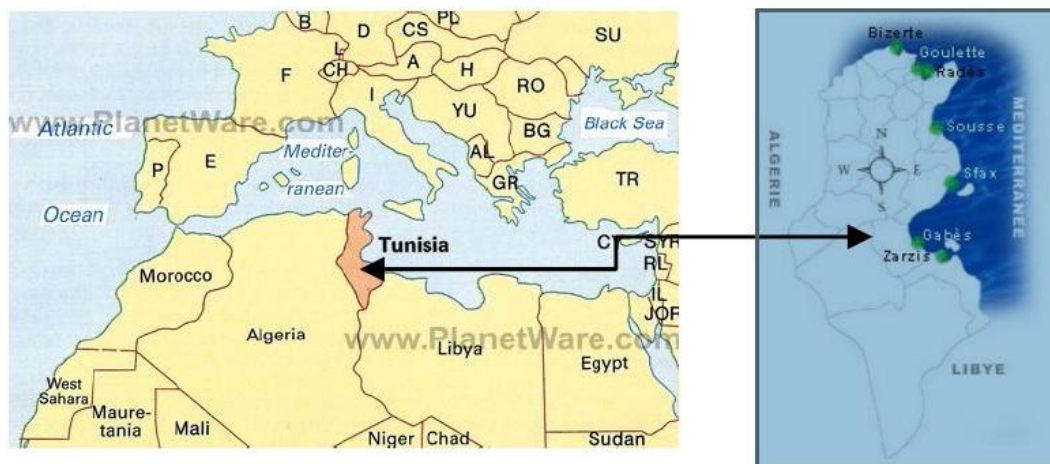 B
D
PL
CS
SU
L
F
CH
A
H
RO
I
YU
www.PlanetWare.com
Atlantic
Black Sea
BG
P
E
Mediter-
ranean
AL
GR
TR
Ocean
Tunisia
CY
SYR
RL
Morocco
IL
JOR
Algeria
www.PlanetWare.com
Libya
Egypt
West
Sahara
Maure-
tania
Mali
Niger
Chad
Sudan
Bizerte
Goulette
Radès
MEDITERRANEE
ALGERIE
Sousse
N
W
E
S
Sfax
Gabès
Zarzis
LIBYE